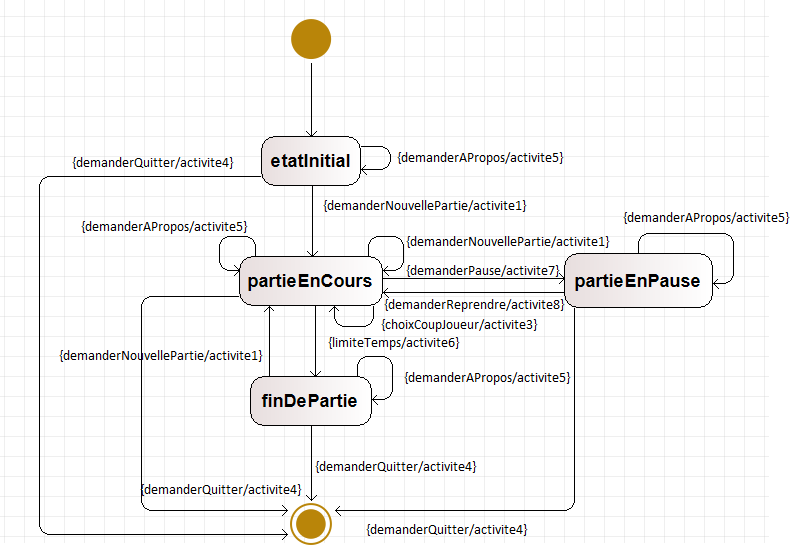 {demanderQuitter/activite4}
etatInitial
{demanderAPropos/activite5}
{demanderNouvellePartie/activite1}
{demanderAPropos/activite5}
{demanderAPropos/activite5}
{demanderNouvellePartie/activite1}
partieEnCours
{demanderPause/activite7}
partieEnPause
{demanderReprendre/activite8}
{choixCoupJoueur/activite3}
{limiteTemps/activite6}
{demanderNouvellePartie/activite1}
{demanderAPropos/activite5}
finDePartie
{demanderQuitter/activite4}
{demanderQuitter/activite4}
{demanderQuitter/activite4}